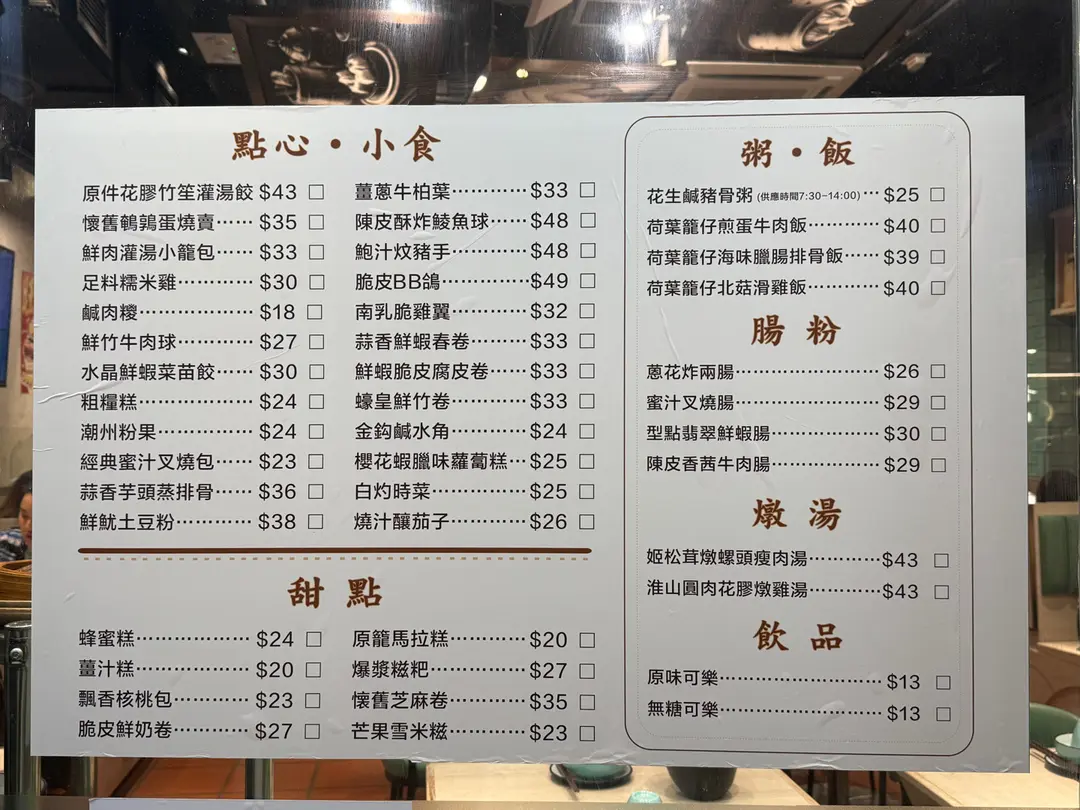 點心・小食
原件花膠竹笙灌湯餃 $43 □
懷舊鵪鶉蛋燒賣…… $35 □
鮮肉灌湯小籠包…… $33 □
足料糯米雞………… $30 □
鹹肉糉……………… $18 □
鮮竹牛肉球………… $27 □
水晶鮮蝦菜苗餃…… $30 □
粗糧糕……………… $24 □
潮州粉果…………… $24 □
經典蜜汁叉燒包…… $23 □
蒜香芋頭蒸排骨…… $36 □
鮮魷土豆粉………… $38 □
薑蔥牛柏葉………… $33 □
陳皮酥炸鯪魚球…… $48 □
鮑汁炆豬手………… $48 □
脆皮BB鴿………… $49 □
南乳脆雞翼………… $32 □
蒜香鮮蝦春卷……… $33 □
鮮蝦脆皮腐皮卷…… $33 □
蠔皇鮮竹卷………… $33 □
金鈎鹹水角………… $24 □
櫻花蝦臘味蘿蔔糕… $25 □
白灼時菜…………… $25 □
燒汁釀茄子………… $26 □
甜點
蜂蜜糕……………… $24 □
薑汁糕……………… $20 □
飄香核桃包………… $23 □
脆皮鮮奶卷………… $27 □
原籠馬拉糕………… $20 □
爆漿糍粑…………… $27 □
懷舊芝麻卷………… $35 □
芒果雪米糍………… $23 □
粥・飯
花生鹹豬骨粥 (供應時間7:30-14:00)… $25 □
荷葉籠仔煎蛋牛肉飯………… $40 □
荷葉籠仔海味臘腸排骨飯…… $39 □
荷葉籠仔北菇滑雞飯………… $40 □
腸粉
蔥花炸兩腸…………………… $26 □
蜜汁叉燒腸…………………… $29 □
型點翡翠鮮蝦腸……………… $30 □
陳皮香茜牛肉腸……………… $29 □
燉湯
姬松茸燉螺頭瘦肉湯………… $43 □
淮山圓肉花膠燉雞湯………… $43 □
飲品
原味可樂……………………… $13 □
無糖可樂……………………… $13 □